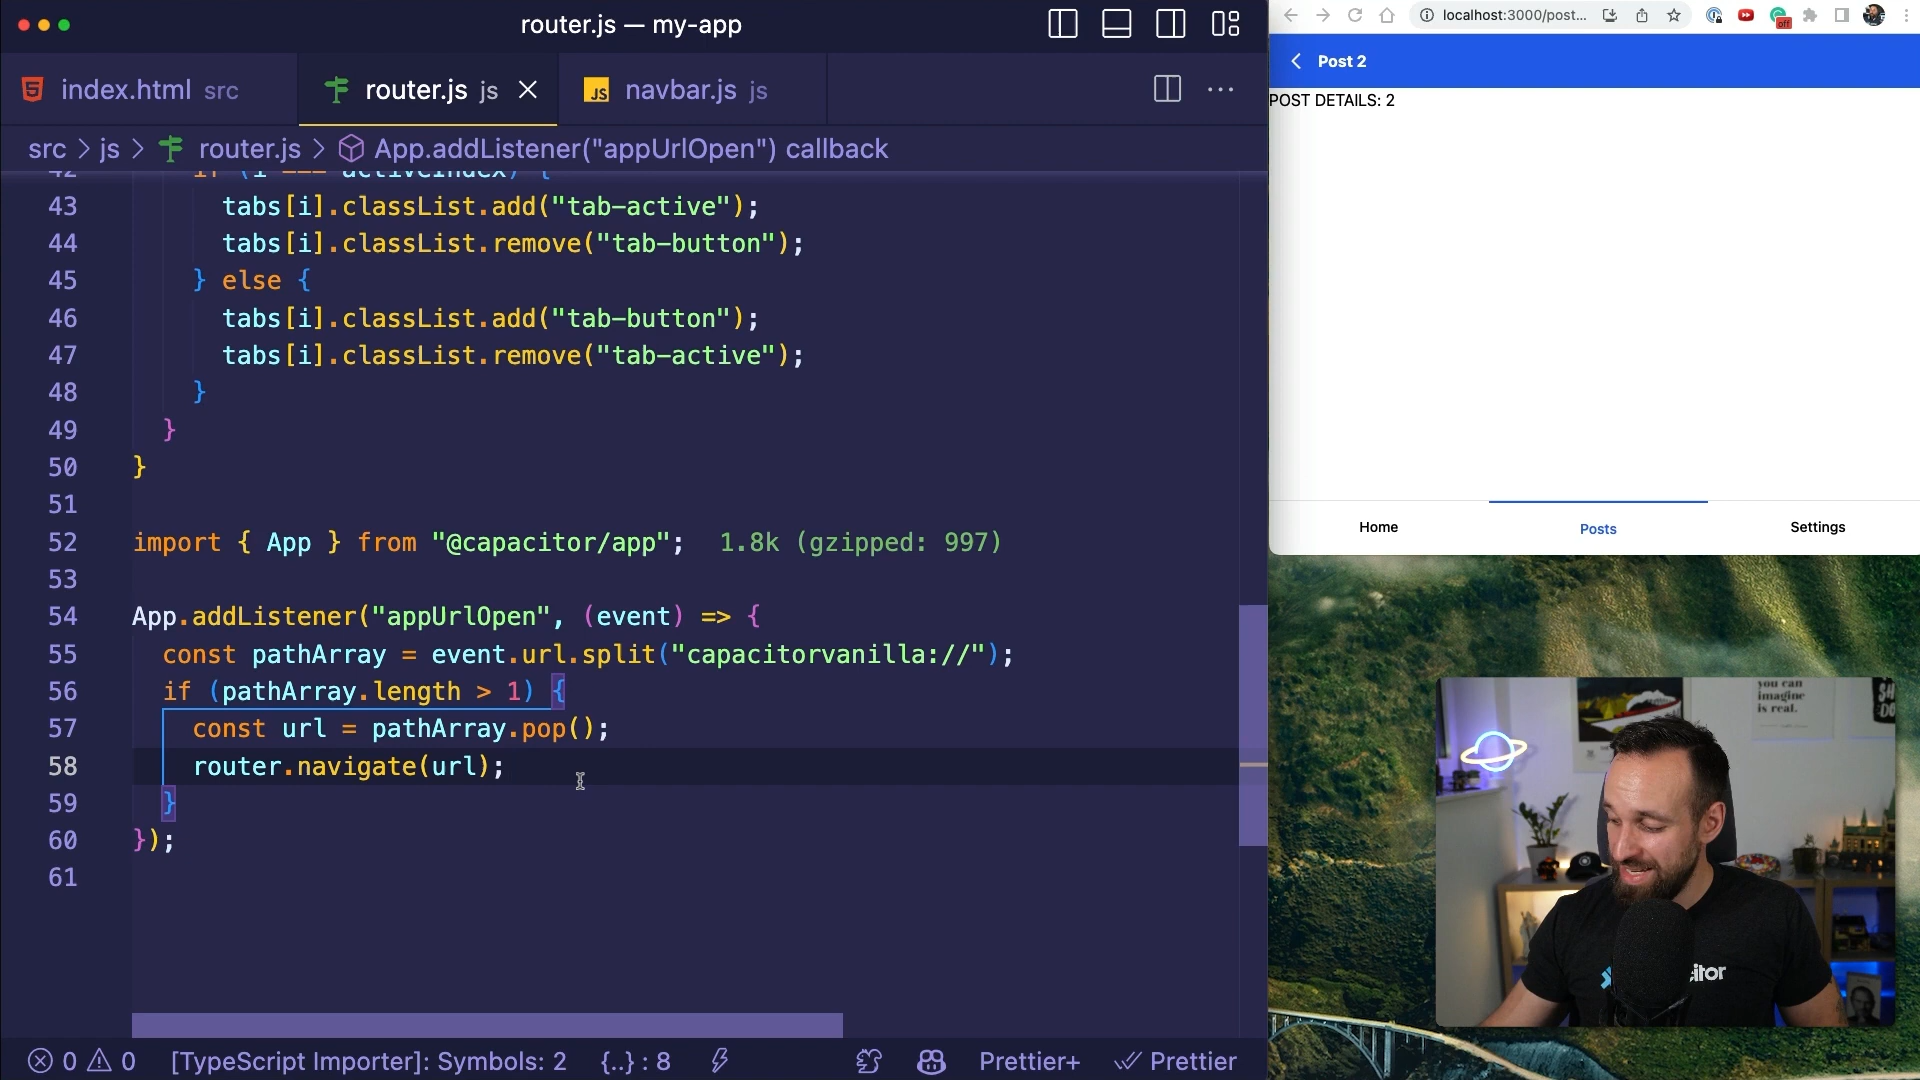 router.js — my-app
index.html src
router.js js
JS navbar.js js
src > js > router.js > App.addListener("appUrlOpen") callback
42 if (i === activeIndex) {
43 tabs[i].classList.add("tab-active");
44 tabs[i].classList.remove("tab-button");
45 } else {
46 tabs[i].classList.add("tab-button");
47 tabs[i].classList.remove("tab-active");
48 }
49 }
50 }
51
52 import { App } from "@capacitor/app"; 1.8k (gzipped: 997)
53
54 App.addListener("appUrlOpen", (event) => {
55 const pathArray = event.url.split("capacitorvanilla://");
56 if (pathArray.length > 1) {
57 const url = pathArray.pop();
58 router.navigate(url);
59 }
60 });
61
0 0 [TypeScript Importer]: Symbols: 2 {..} : 8 Prettier+ Prettier
localhost:3000/post...
off
Post 2
POST DETAILS: 2
Home Posts Settings
you can
imagine
is real.
itor